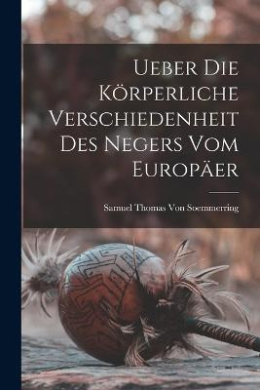 Ueber Die
Körperliche
Verschiedenheit
Des Negers Vom
Europäer
Samuel Thomas Von Soemmerring